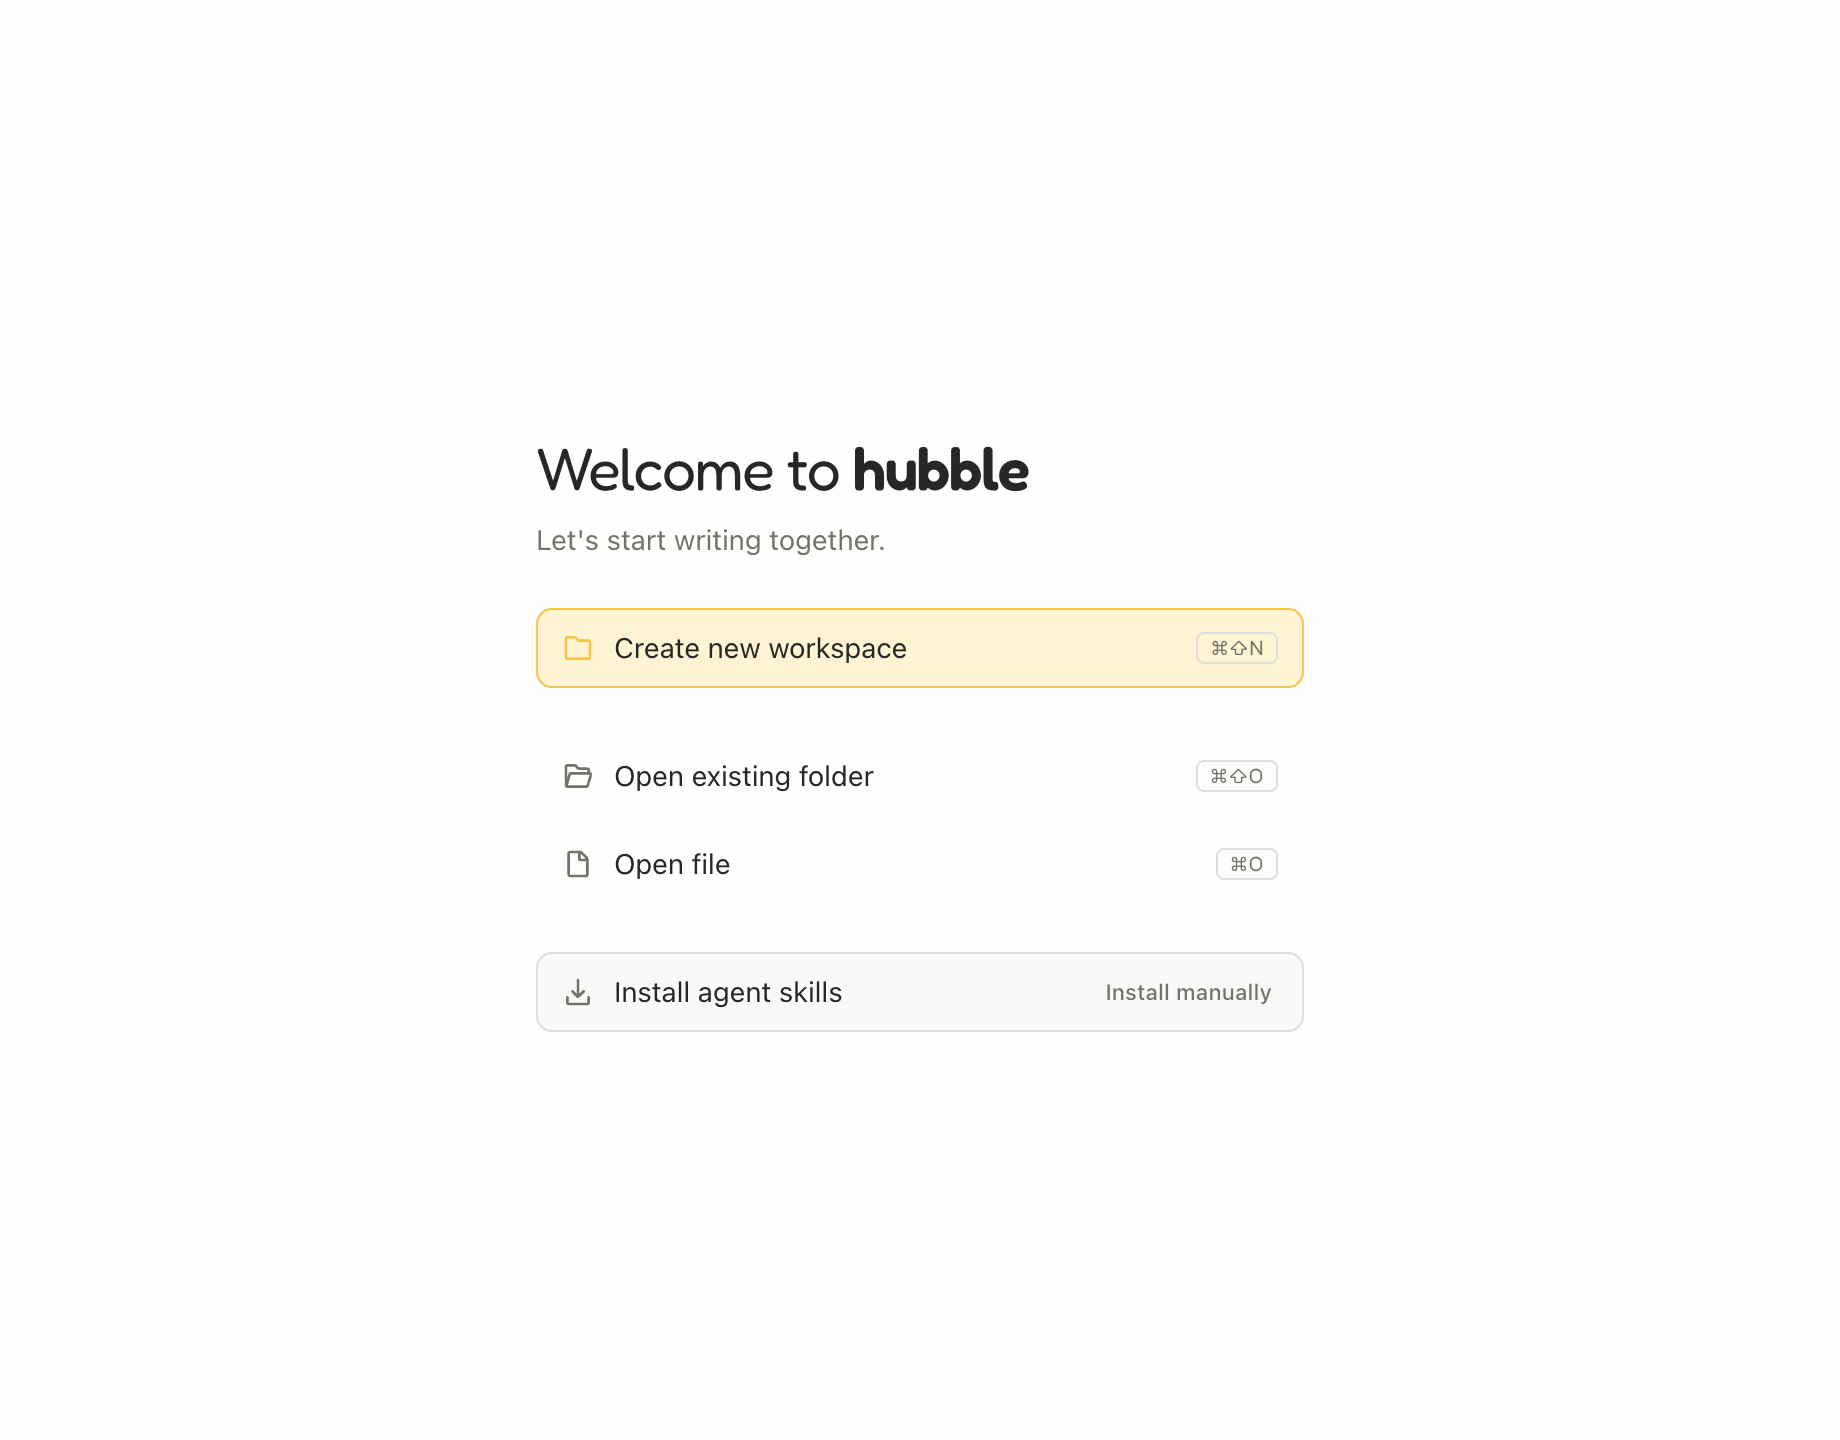 Welcome to hubble
Let's start writing together.
Create new workspace ⌘⇧N
Open existing folder ⌘⇧O
Open file ⌘O
Install agent skills Install manually